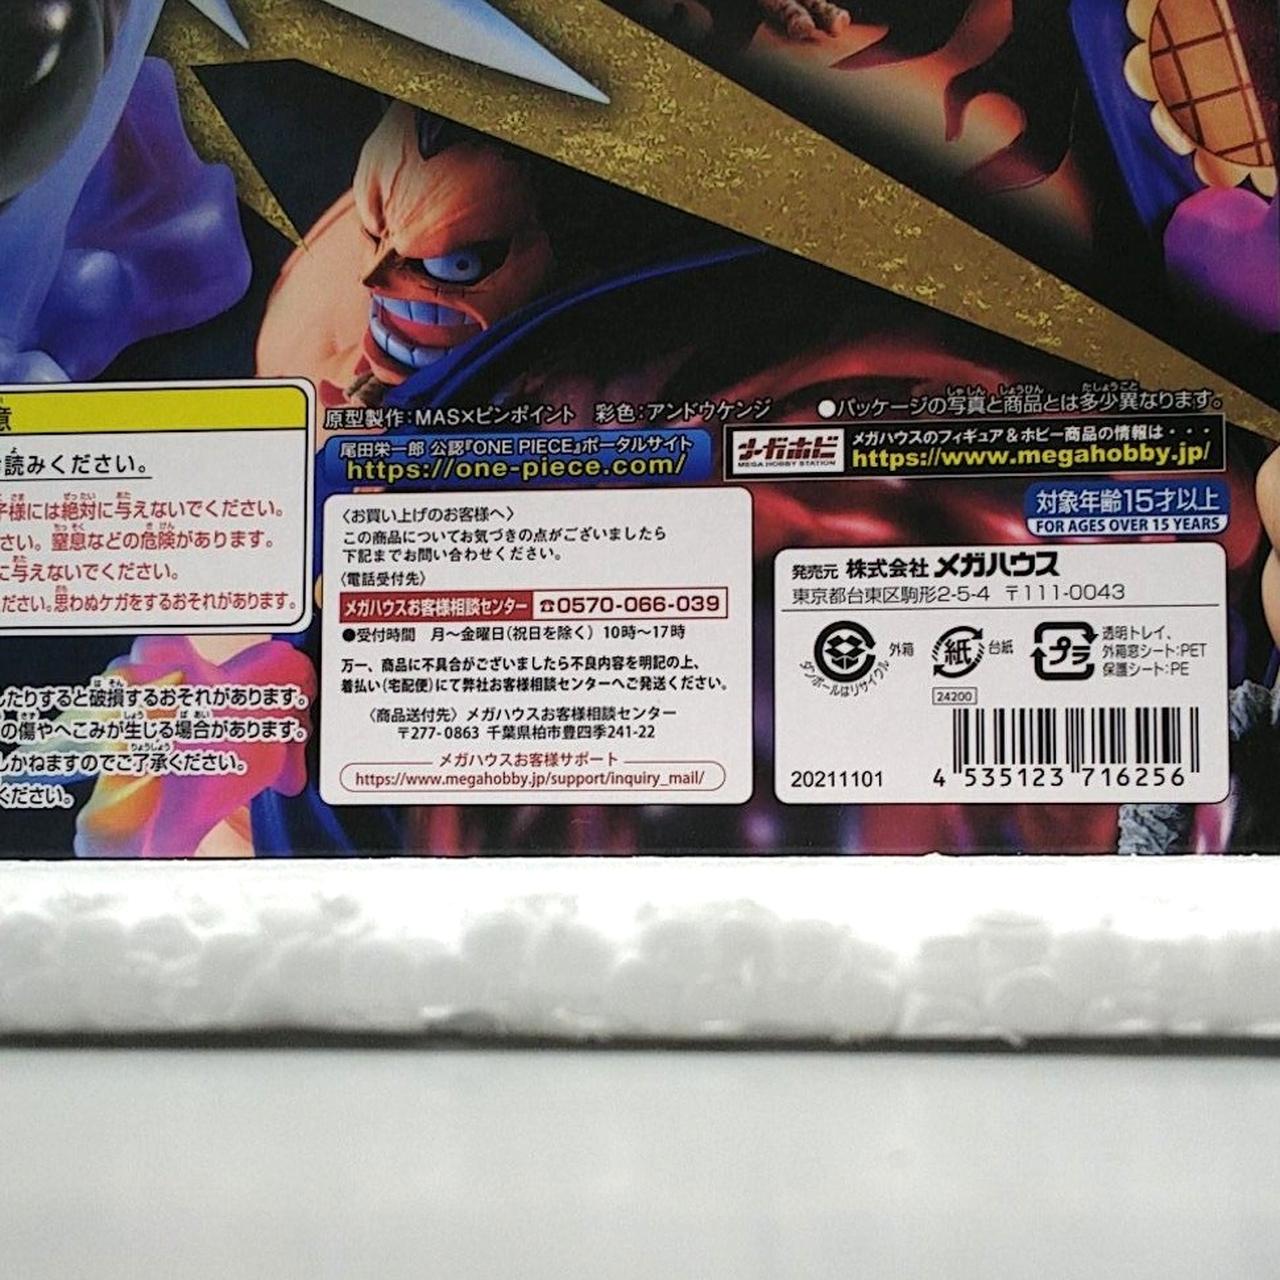 意
読みください。
様には絶対に与えないでください。
さい。窒息などの危険があります。
に与えないでください。
ださい。思わぬケガをするおそれがあります。
したりすると破損するおそれがあります。
の傷やへこみが生じる場合があります。
しかねますのでご了承ください。
ください。
原型製作:MAS×ピンポイント 彩色:アンドウケンジ
●パッケージの写真と商品とは多少異なります。
尾田栄一郎 公認『ONE PIECE』ポータルサイト
https://one-piece.com/
メガホビ
MEGA HOBBY STATION
メガハウスのフィギュア&ホビー商品の情報は・・・
https://www.megahobby.jp/
対象年齢15才以上
FOR AGES OVER 15 YEARS
〈お買い上げのお客様へ〉
この商品についてお気づきの点がございましたら
下記までお問い合わせください。
〈電話受付先〉
メガハウスお客様相談センター ☎0570-066-039
●受付時間 月〜金曜日(祝日を除く) 10時〜17時
万一、商品に不具合がございましたら不良内容を明記の上、
着払い(宅配便)にて弊社お客様相談センターへご発送ください。
〈商品送付先〉メガハウスお客様相談センター
〒277-0863 千葉県柏市豊四季241-22
メガハウスお客様サポート
https://www.megahobby.jp/support/inquiry_mail/
発売元 株式会社メガハウス
東京都台東区駒形2-5-4 〒111-0043
ダンボールはリサイクル
外箱
紙
台紙
プラ
透明トレイ、
外箱窓シート:PET
保護シート:PE
24200
20211101
4 535123 716256